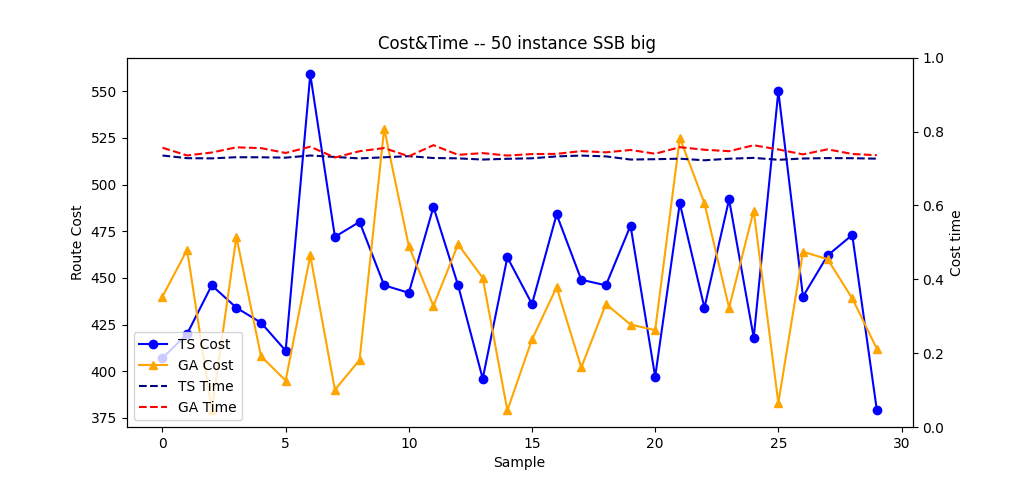 Cost&Time -- 50 instance SSB big
Route Cost
550
525
500
475
450
425
400
375
1.0
0.8
0.6
0.4
0.2
0.0
Cost time
TS Cost
GA Cost
TS Time
GA Time
0 5 10 15 20 25 30
Sample